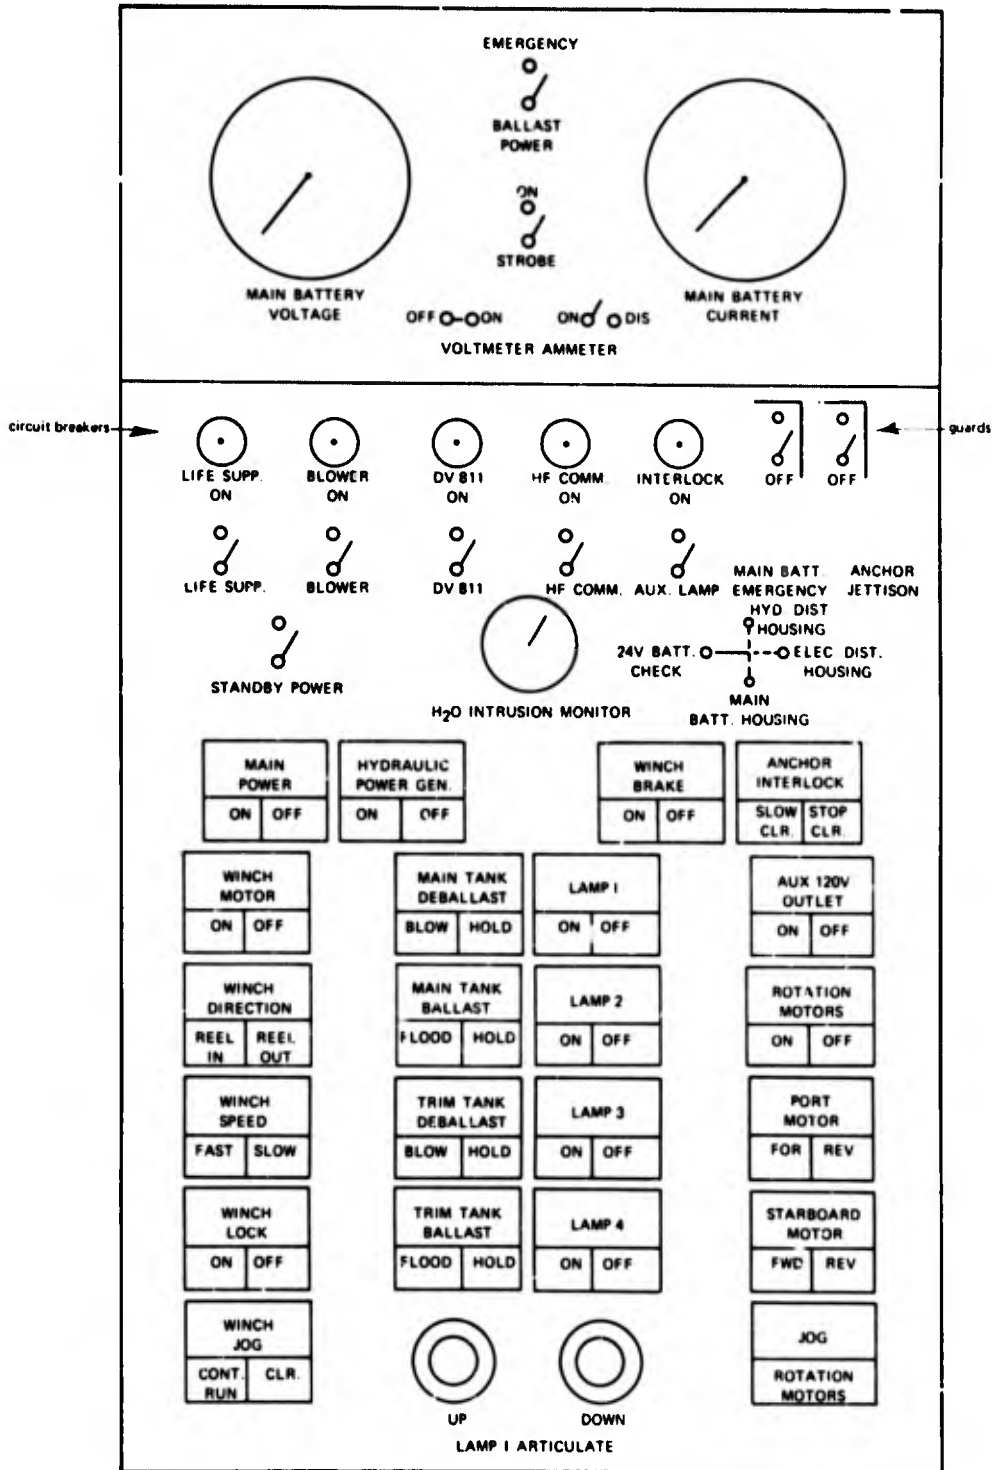 EMERGENCY
BALLAST
POWER
ON
STROBE
MAIN BATTERY
VOLTAGE
MAIN BATTERY
CURRENT
OFF ON
ON DIS
VOLTMETER AMMETER
circuit breakers
guards
LIFE SUPP.
ON
BLOWER
ON
DV 811
ON
HF COMM.
ON
INTERLOCK
ON
OFF
OFF
LIFE SUPP.
BLOWER
DV 811
HF COMM.
AUX. LAMP
MAIN BATT.
EMERGENCY
ANCHOR
JETTISON
HYD DIST
HOUSING
24V BATT.
CHECK
ELEC DIST.
HOUSING
MAIN
BATT. HOUSING
STANDBY POWER
H2O INTRUSION MONITOR
MAIN
POWER
ON OFF
HYDRAULIC
POWER GEN.
ON OFF
WINCH
BRAKE
ON OFF
ANCHOR
INTERLOCK
SLOW STOP
CLR. CLR.
WINCH
MOTOR
ON OFF
MAIN TANK
DEBALLAST
BLOW HOLD
LAMP I
ON OFF
AUX 120V
OUTLET
ON OFF
WINCH
DIRECTION
REEL REEL
IN OUT
MAIN TANK
BALLAST
FLOOD HOLD
LAMP 2
ON OFF
ROTATION
MOTORS
ON OFF
WINCH
SPEED
FAST SLOW
TRIM TANK
DEBALLAST
BLOW HOLD
LAMP 3
ON OFF
PORT
MOTOR
FOR REV
WINCH
LOCK
ON OFF
TRIM TANK
BALLAST
FLOOD HOLD
LAMP 4
ON OFF
STARBOARD
MOTOR
FWD REV
WINCH
JOG
CONT. CLR.
RUN
UP
DOWN
LAMP I ARTICULATE
JOG
ROTATION
MOTORS